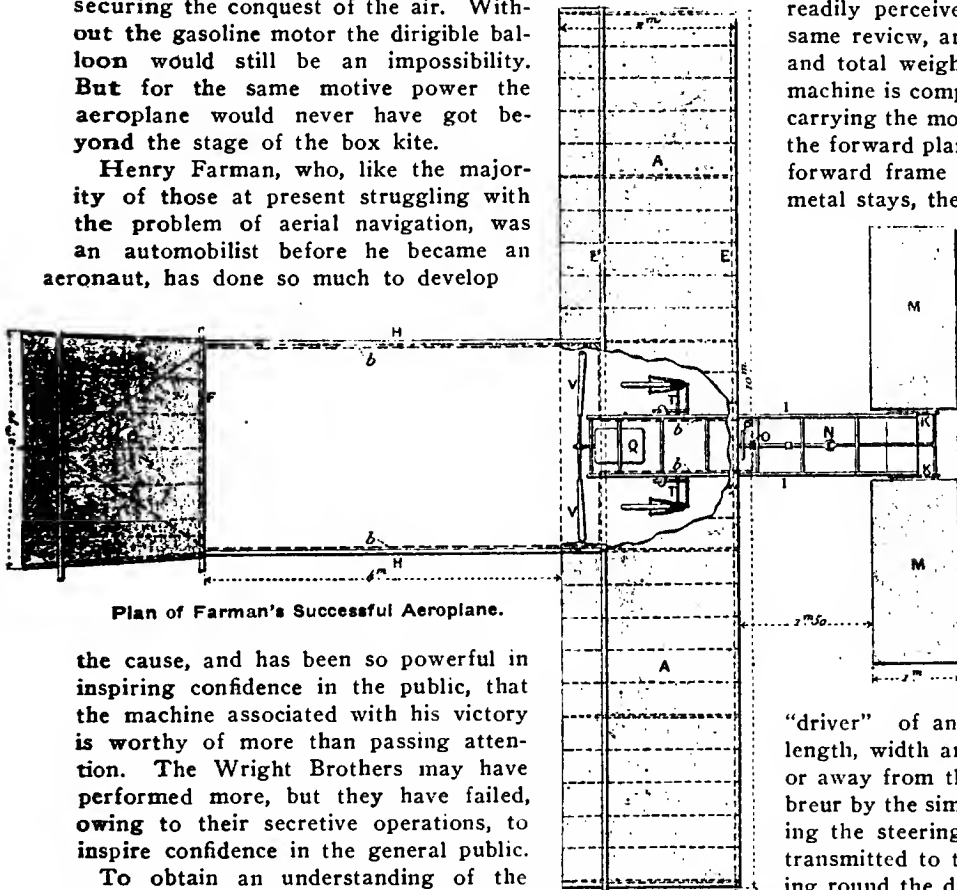 securing the conquest of the air. With-
out the gasoline motor the dirigible bal-
loon would still be an impossibility.
But for the same motive power the
aeroplane would never have got be-
yond the stage of the box kite.
Henry Farman, who, like the major-
ity of those at present struggling with
the problem of aerial navigation, was
an automobilist before he became an
aeronaut, has done so much to develop
H
b
F
b
H
6m
Plan of Farman's Successful Aeroplane.
the cause, and has been so powerful in
inspiring confidence in the public, that
the machine associated with his victory
is worthy of more than passing atten-
tion. The Wright Brothers may have
performed more, but they have failed,
owing to their secretive operations, to
inspire confidence in the general public.
To obtain an understanding of the
A
E'
E
10 m.
V
T
b
Q
b
T
V
I
O
N
K
K
I
A
2 m 50
M
M
readily perceive
same review, an
and total weigh
machine is comp
carrying the mo
the forward pla
forward frame
metal stays, the
"driver" of an
length, width an
or away from th
breur by the sim
ing the steering
transmitted to t
ing round the d